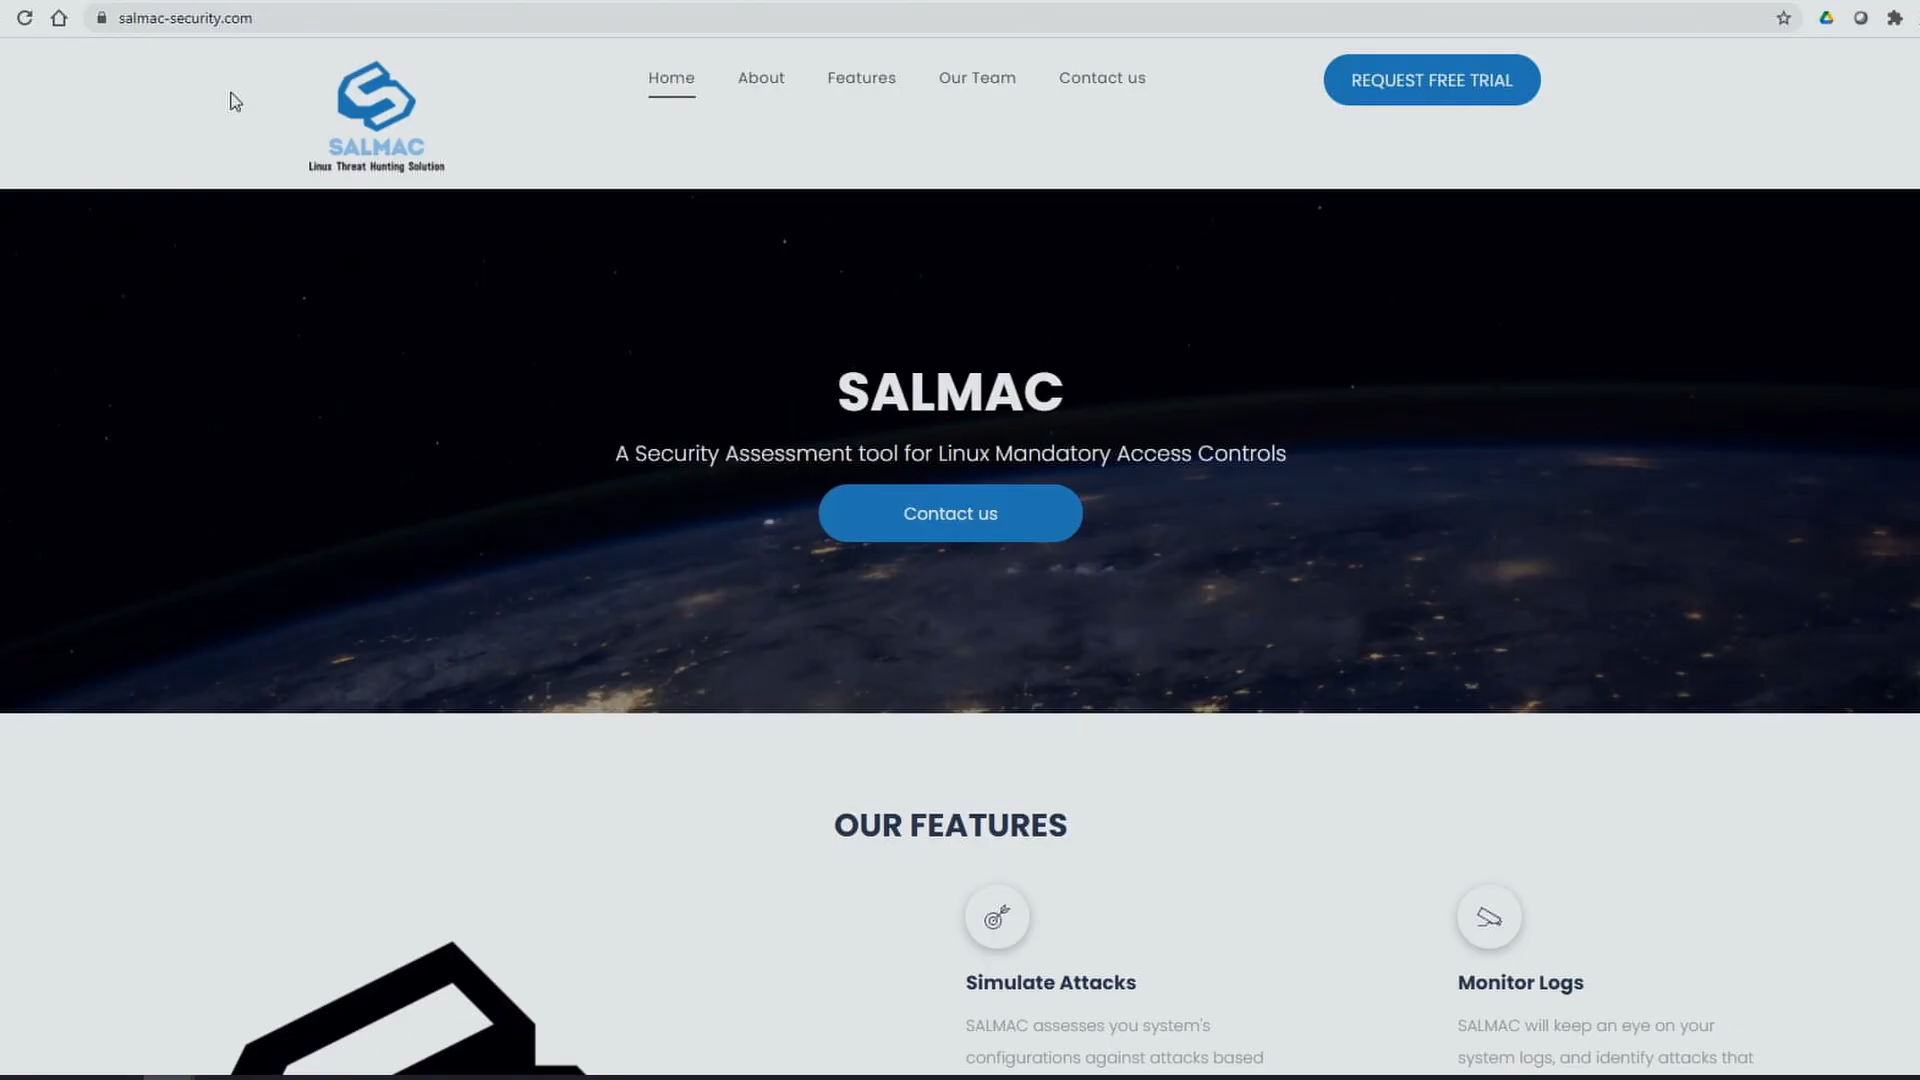 salmac-security.com
SALMAC
Linux Threat Hunting Solution
Home
About
Features
Our Team
Contact us
REQUEST FREE TRIAL
SALMAC
A Security Assessment tool for Linux Mandatory Access Controls
Contact us
OUR FEATURES
Simulate Attacks
SALMAC assesses you system's
configurations against attacks based
Monitor Logs
SALMAC will keep an eye on your
system logs, and identify attacks that